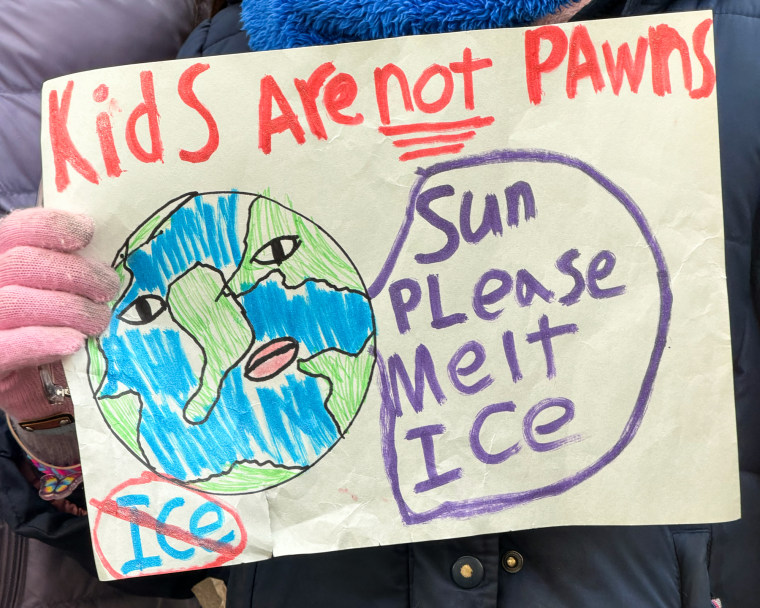 Kids Are not PAwns
Sun
PLease
Melt
ICe
Ice